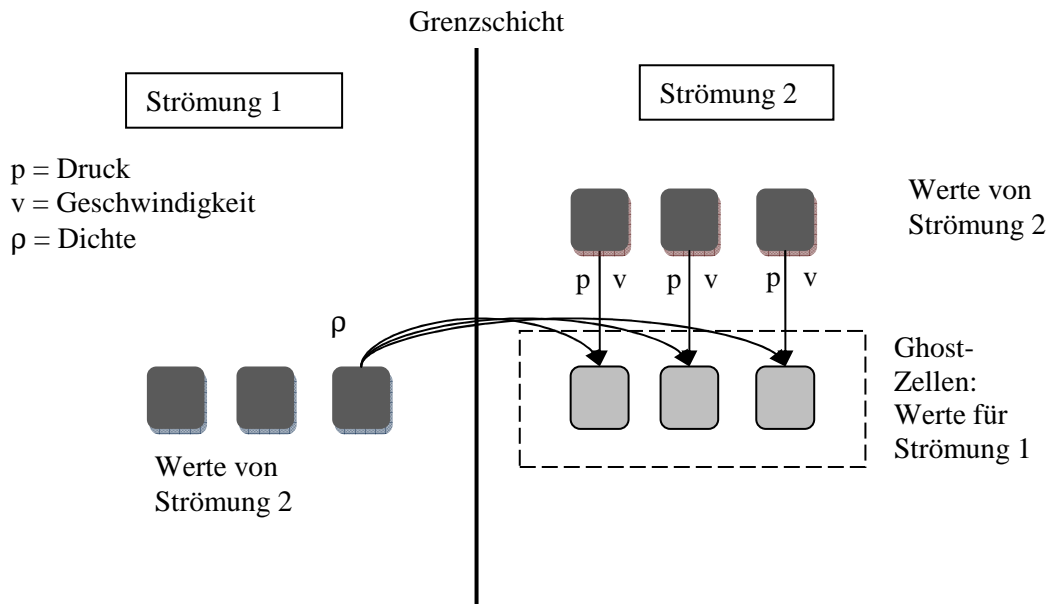 Grenzschicht
Strömung 1
Strömung 2
p = Druck
v = Geschwindigkeit
ρ = Dichte
Werte von
Strömung 2
p v p v p v
ρ
Ghost-
Zellen:
Werte für
Strömung 1
Werte von
Strömung 2